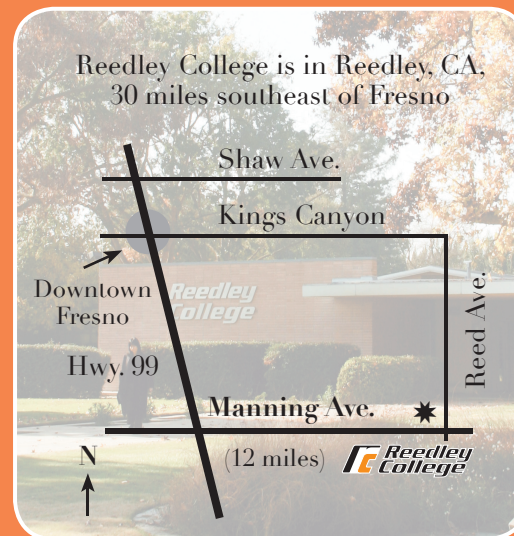 Reedley College is in Reedley, CA,
30 miles southeast of Fresno
Shaw Ave.
Kings Canyon
Downtown
Fresno
Reedley
College
Reed Ave.
Hwy. 99
Manning Ave.
N
(12 miles)
Reedley
College